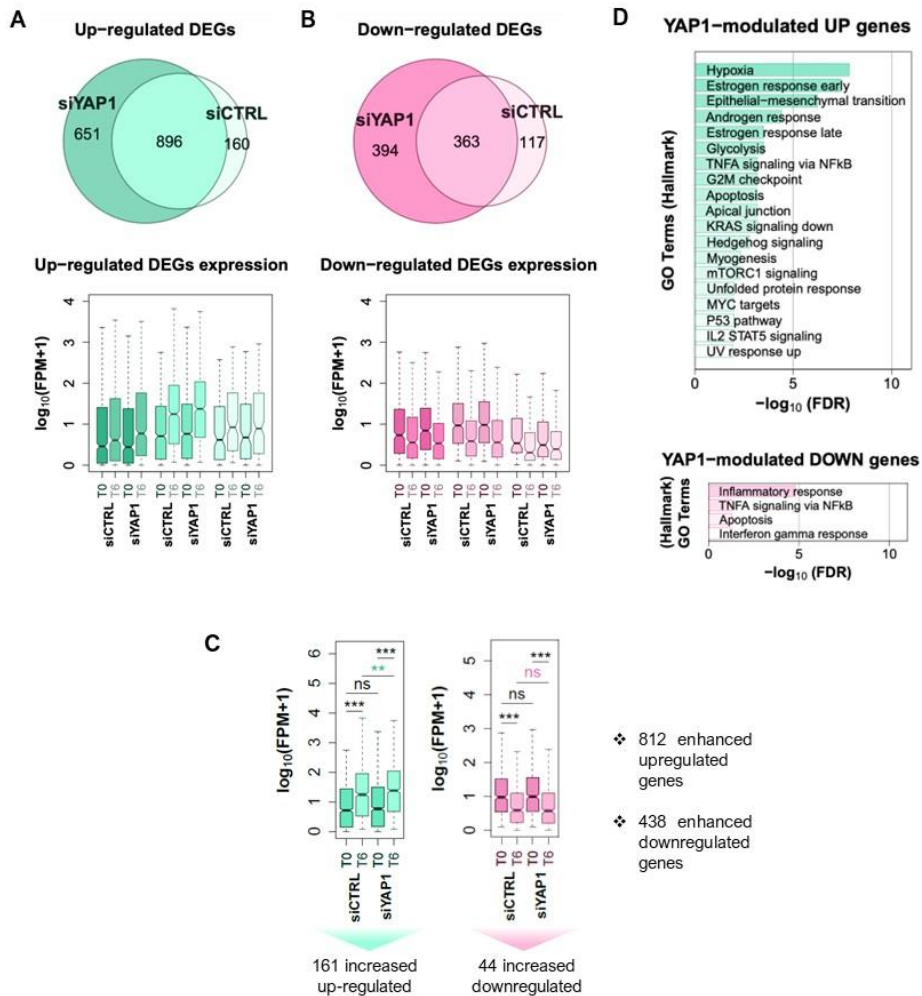 A
Up-regulated DEGs
siYAP1
651
896
siCTRL
160
Up-regulated DEGs expression
log10(FPM+1)
4
3
2
1
0
T0 T6 T0 T6 T0 T6 T0 T6 T0 T6 T0 T6
siCTRL siYAP1 siCTRL siYAP1 siCTRL siYAP1
B
Down-regulated DEGs
siYAP1
394
363
siCTRL
117
Down-regulated DEGs expression
log10(FPM+1)
4
3
2
1
0
T0 T6 T0 T6 T0 T6 T0 T6 T0 T6 T0 T6
siCTRL siYAP1 siCTRL siYAP1 siCTRL siYAP1
D
YAP1-modulated UP genes
GO Terms (Hallmark)
Hypoxia
Estrogen response early
Epithelial-mesenchymal transition
Androgen response
Estrogen response late
Glycolysis
TNFA signaling via NFkB
G2M checkpoint
Apoptosis
Apical junction
KRAS signaling down
Hedgehog signaling
Myogenesis
mTORC1 signaling
Unfolded protein response
MYC targets
P53 pathway
IL2 STAT5 signaling
UV response up
0 5 10
-log10 (FDR)
YAP1-modulated DOWN genes
(Hallmark)
GO Terms
Inflammatory response
TNFA signaling via NFkB
Apoptosis
Interferon gamma response
0 5 10
-log10 (FDR)
C
log10(FPM+1)
6
5
4
3
2
1
0
***
**
ns
***
T0 T6 T0 T6
siCTRL siYAP1
161 increased
up-regulated
log10(FPM+1)
5
4
3
2
1
0
***
ns
ns
***
T0 T6 T0 T6
siCTRL siYAP1
44 increased
downregulated
❖ 812 enhanced
upregulated
genes
❖ 438 enhanced
downregulated
genes